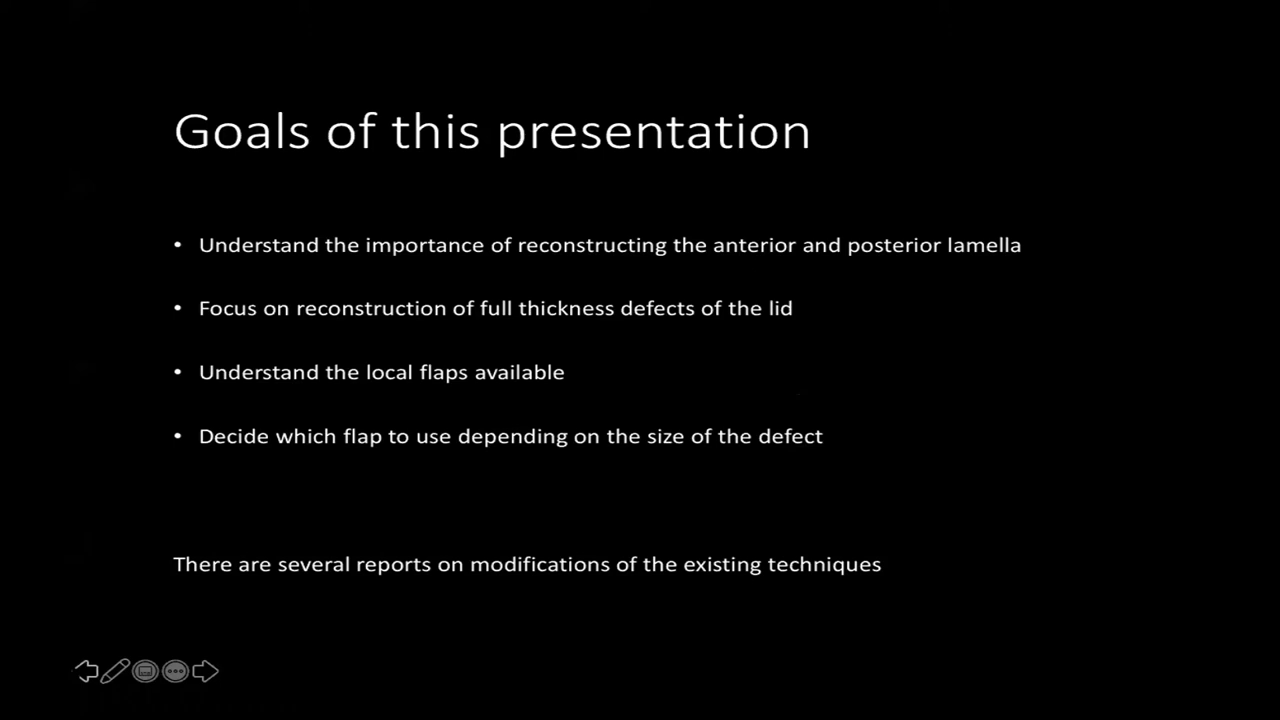 Goals of this presentation
• Understand the importance of reconstructing the anterior and posterior lamella
• Focus on reconstruction of full thickness defects of the lid
• Understand the local flaps available
• Decide which flap to use depending on the size of the defect
There are several reports on modifications of the existing techniques